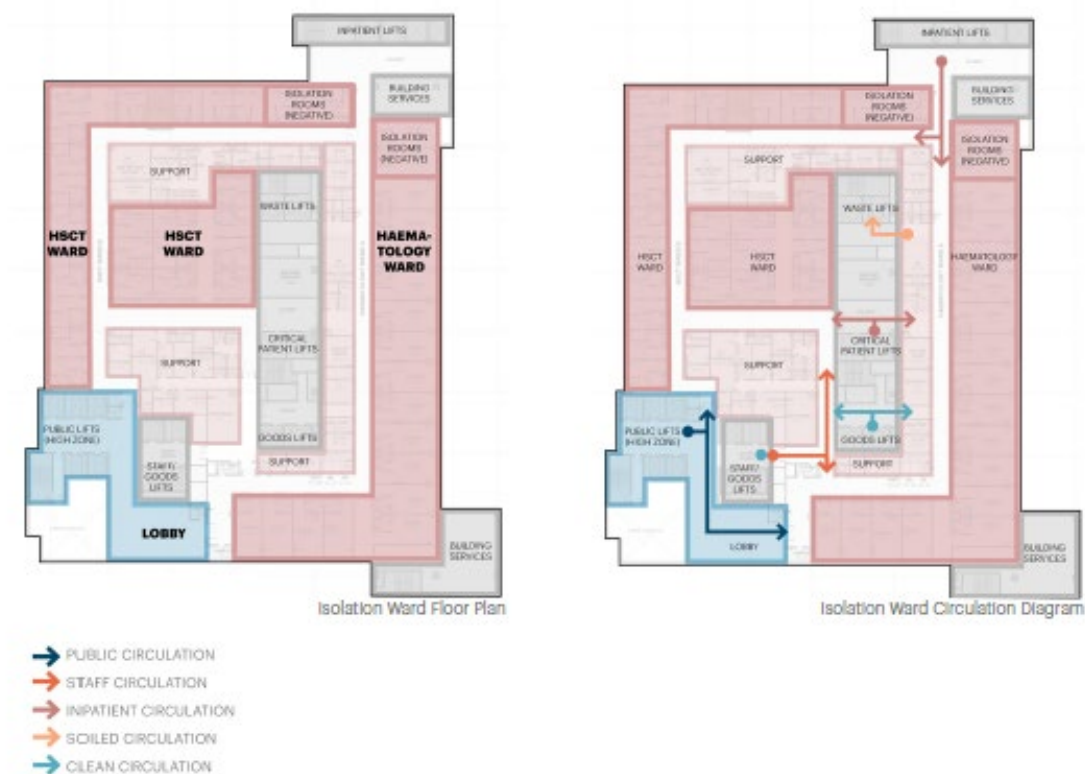 INPATIENT LIFTS
BUILDING
SERVICES
ISOLATION
ROOMS
(NEGATIVE)
ISOLATION
ROOMS
(NEGATIVE)
SUPPORT
WASTE LIFTS
HSCT
WARD
HSCT
WARD
HAEMA-
TOLOGY
WARD
CRITICAL
PATIENT LIFTS
SUPPORT
PUBLIC LIFTS
(HIGH ZONE)
GOODS LIFTS
SUPPORT
STAFF/
GOODS
LIFTS
LOBBY
BUILDING
SERVICES
Isolation Ward Floor Plan
INPATIENT LIFTS
BUILDING
SERVICES
ISOLATION
ROOMS
(NEGATIVE)
ISOLATION
ROOMS
(NEGATIVE)
SUPPORT
WASTE LIFTS
HSCT
WARD
HSCT
WARD
HAEMATOLOGY
WARD
CRITICAL
PATIENT LIFTS
SUPPORT
PUBLIC LIFTS
(HIGH ZONE)
GOODS LIFTS
SUPPORT
STAFF/
GOODS
LIFTS
LOBBY
BUILDING
SERVICES
Isolation Ward Circulation Diagram
PUBLIC CIRCULATION
STAFF CIRCULATION
INPATIENT CIRCULATION
SOILED CIRCULATION
CLEAN CIRCULATION